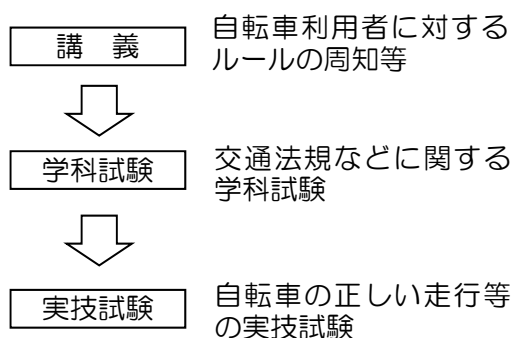 講　義
自転車利用者に対する
ルールの周知等
学科試験
交通法規などに関する
学科試験
実技試験
自転車の正しい走行等
の実技試験